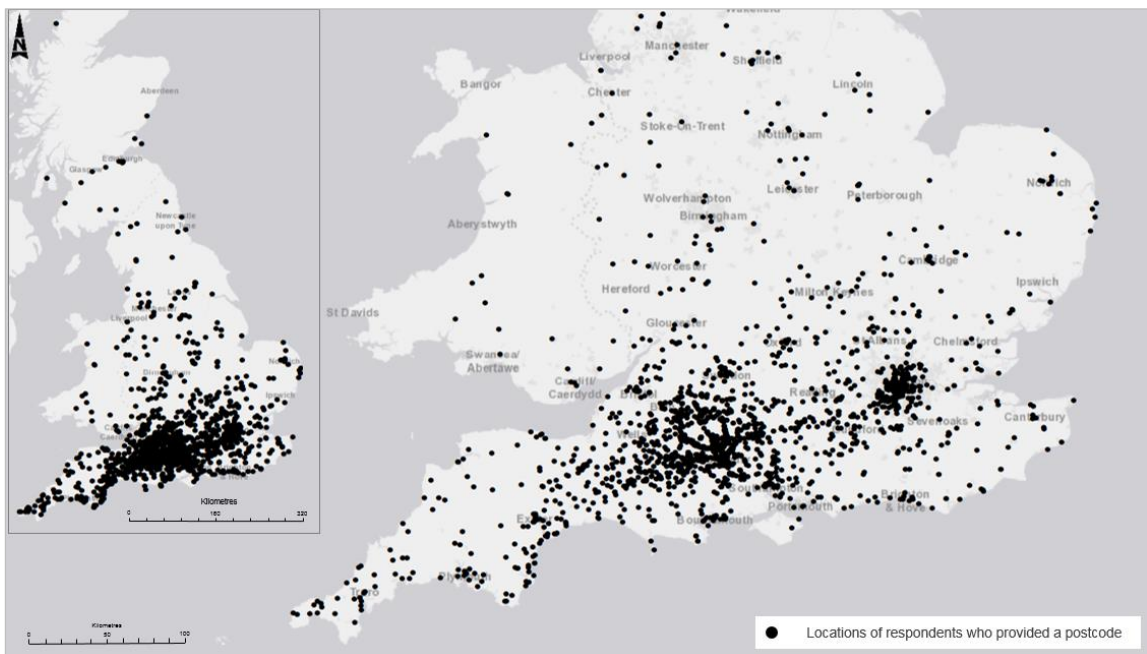 N
Aberdeen
Edinburgh
Glasgow
Newcastle
upon Tyne
Liverpool
Norwich
Ipswich
Kilometres
0 160 320
Manchester
Liverpool
Sheffield
Bangor
Chester
Lincoln
Stoke-On-Trent
Nottingham
Wolverhampton
Leicester
Peterborough
Norwich
Birmingham
Aberystwyth
Worcester
Cambridge
Hereford
Milton Keynes
Ipswich
St Davids
Gloucester
Oxford
St Albans
Chelmsford
Swansea/
Abertawe
Cardiff/
Caerdydd
Bristol
Reading
Sevenoaks
Canterbury
Southampton
Portsmouth
Brighton
& Hove
Bournemouth
Plymouth
Truro
Kilometres
0 50 100
Locations of respondents who provided a postcode